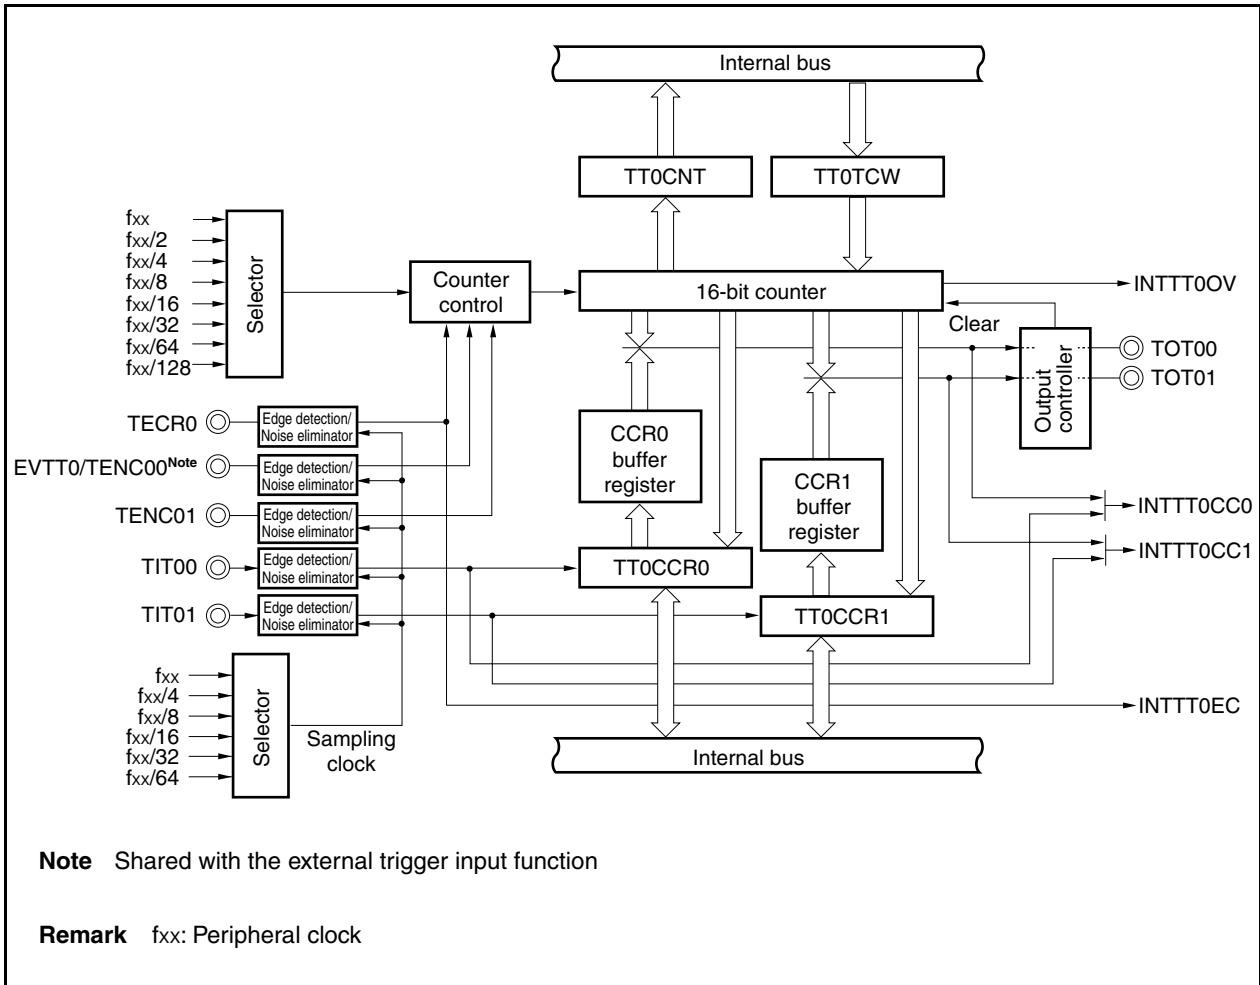 Internal bus
TT0CNT
TT0TCW
fxx
fxx/2
fxx/4
fxx/8
fxx/16
fxx/32
fxx/64
fxx/128
Selector
Counter
control
16-bit counter
INTTT0OV
Clear
Output
controller
TOT00
TOT01
TECR0
Edge detection/
Noise eliminator
EVTT0/TENC00Note
Edge detection/
Noise eliminator
TENC01
Edge detection/
Noise eliminator
TIT00
Edge detection/
Noise eliminator
TIT01
Edge detection/
Noise eliminator
CCR0
buffer
register
CCR1
buffer
register
TT0CCR0
TT0CCR1
INTTT0CC0
INTTT0CC1
INTTT0EC
fxx
fxx/4
fxx/8
fxx/16
fxx/32
fxx/64
Selector
Sampling
clock
Internal bus
Note Shared with the external trigger input function
Remark fxx: Peripheral clock